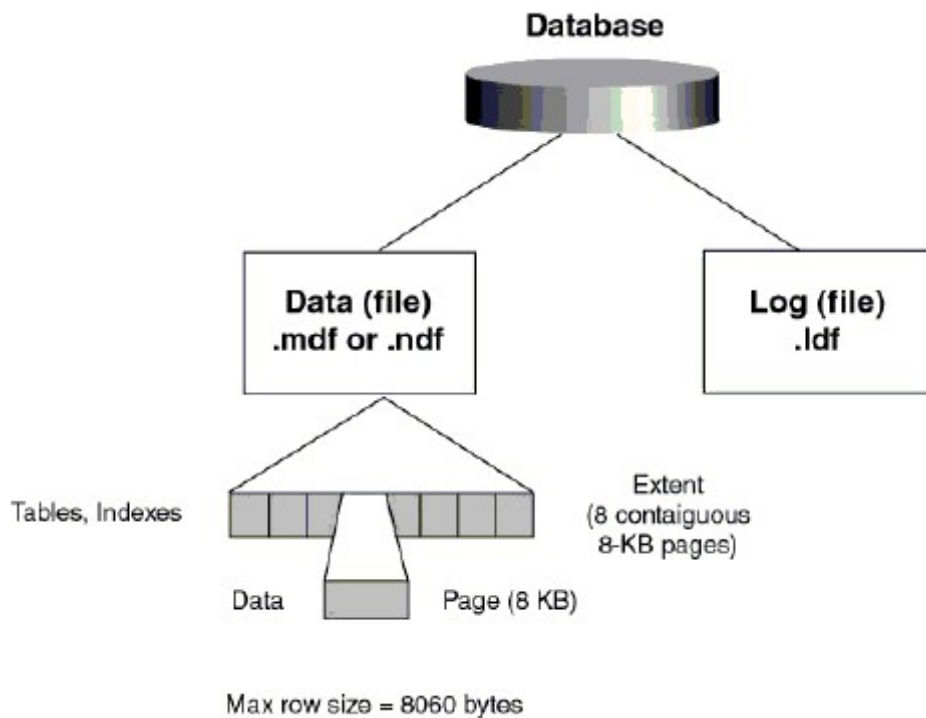 Database
Data (file)
.mdf or .ndf
Log (file)
.ldf
Tables, Indexes
Extent
(8 contaiguous
8-KB pages)
Data
Page (8 KB)
Max row size = 8060 bytes